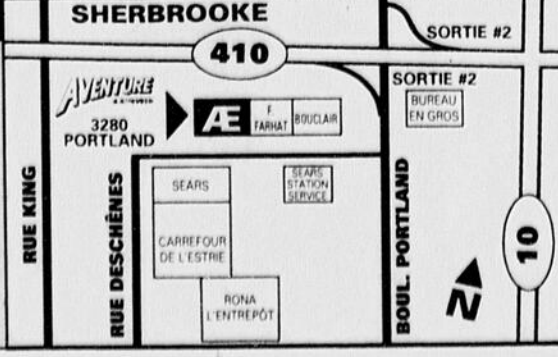 SHERBROOKE
410
SORTIE #2
SORTIE #2
AVENTURE
3280
PORTLAND
Æ
F.
FARHAT
BOUCLAIR
BUREAU
EN GROS
RUE KING
RUE DESCHÊNES
SEARS
SEARS
STATION
SERVICE
CARREFOUR
DE L'ESTRIE
RONA
L'ENTREPÔT
BOUL. PORTLAND
N
10